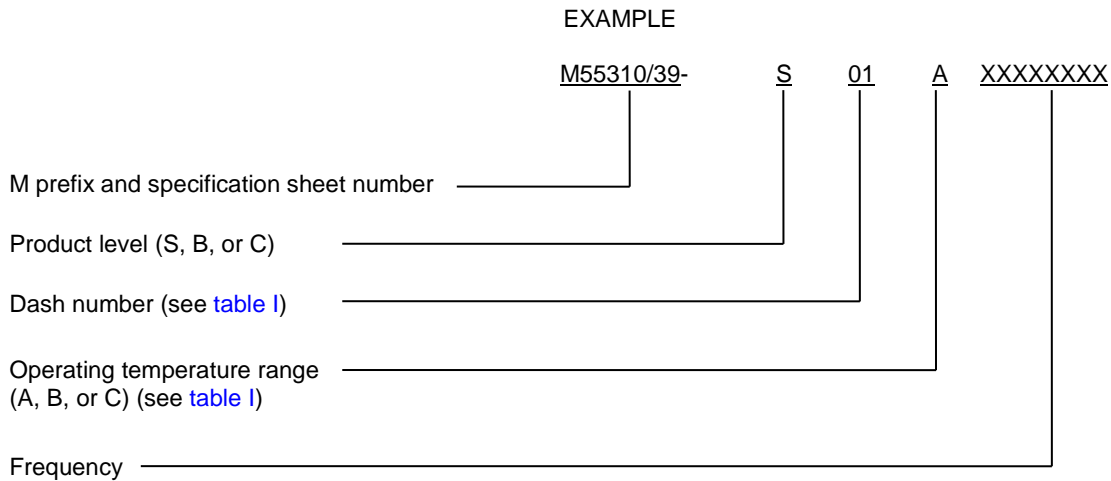 EXAMPLE
M55310/39- S 01 A XXXXXXXX
M prefix and specification sheet number
Product level (S, B, or C)
Dash number (see table I)
Operating temperature range
(A, B, or C) (see table I)
Frequency